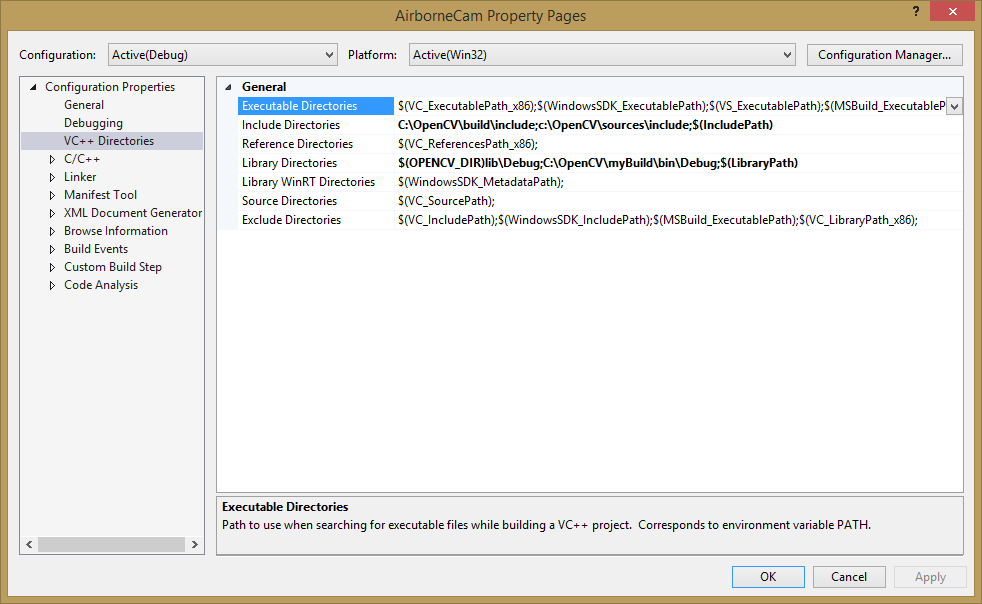 AirborneCam Property Pages
?
Configuration: Active(Debug) Platform: Active(Win32) Configuration Manager...
Configuration Properties
General
Debugging
VC++ Directories
C/C++
Linker
Manifest Tool
XML Document Generator
Browse Information
Build Events
Custom Build Step
Code Analysis
General
Executable Directories $(VC_ExecutablePath_x86);$(WindowsSDK_ExecutablePath);$(VS_ExecutablePath);$(MSBuild_ExecutableP
Include Directories C:\OpenCV\build\include;c:\OpenCV\sources\include;$(IncludePath)
Reference Directories $(VC_ReferencesPath_x86);
Library Directories $(OPENCV_DIR)lib\Debug;C:\OpenCV\myBuild\bin\Debug;$(LibraryPath)
Library WinRT Directories $(WindowsSDK_MetadataPath);
Source Directories $(VC_SourcePath);
Exclude Directories $(VC_IncludePath);$(WindowsSDK_IncludePath);$(MSBuild_ExecutablePath);$(VC_LibraryPath_x86);
Executable Directories
Path to use when searching for executable files while building a VC++ project. Corresponds to environment variable PATH.
OK Cancel Apply